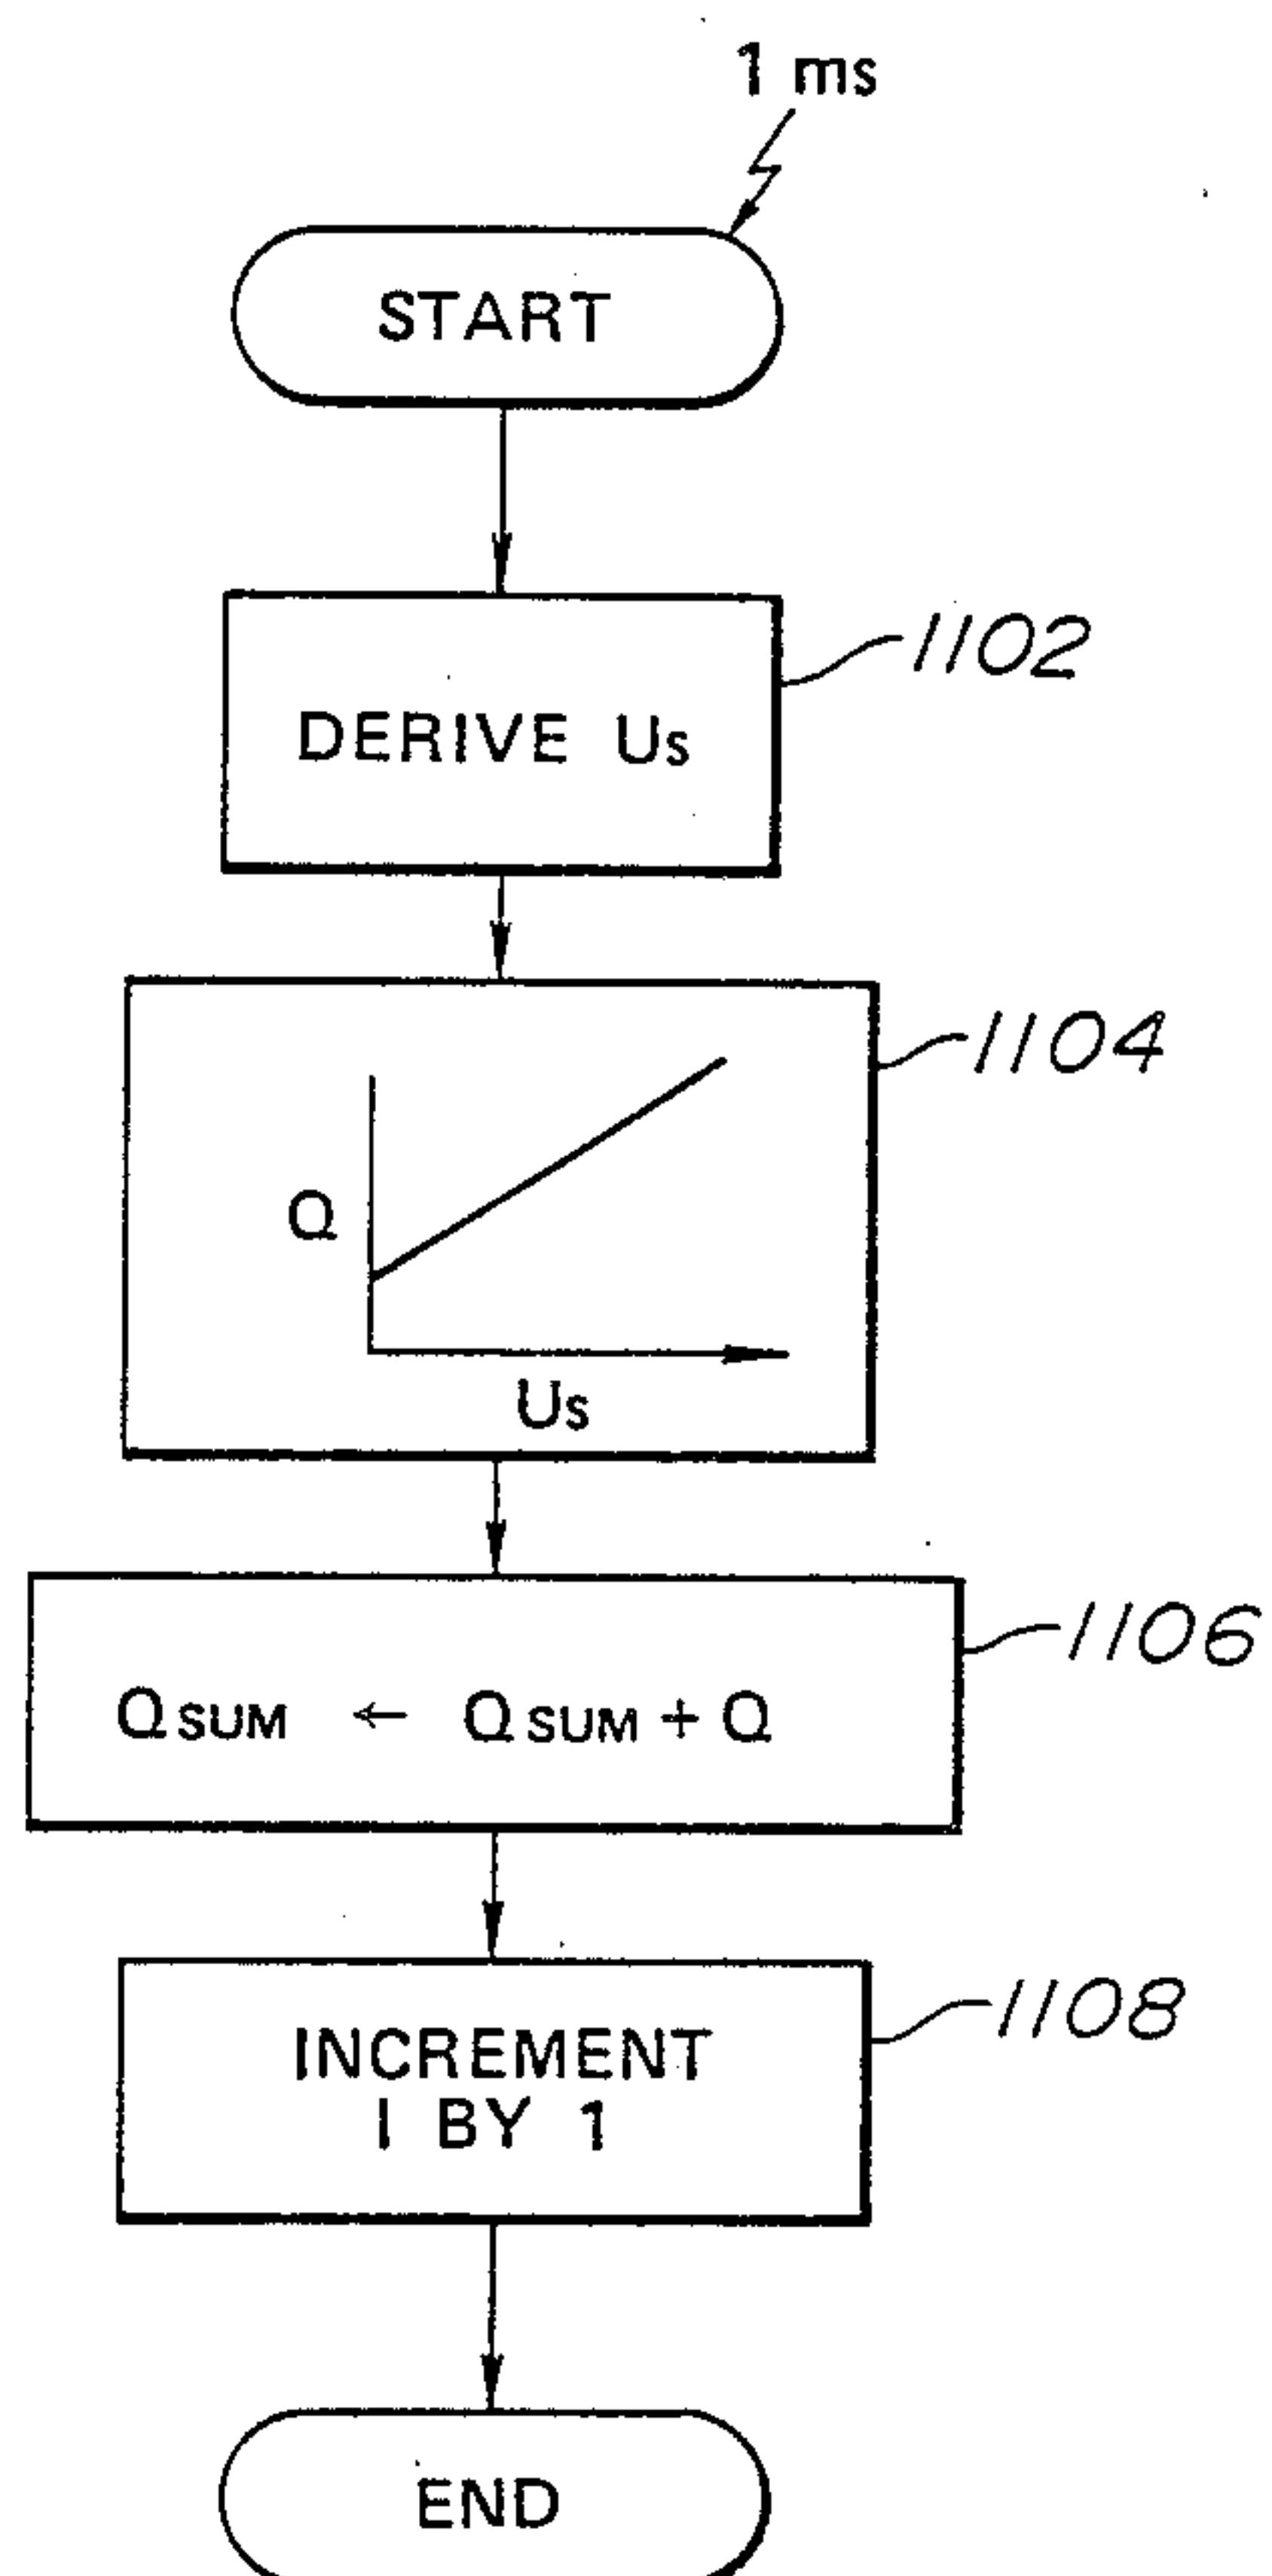 1 ms
START
DERIVE Us
1102
1104
Q
Us
QSUM ← QSUM + Q
1106
INCREMENT
I BY 1
1108
END